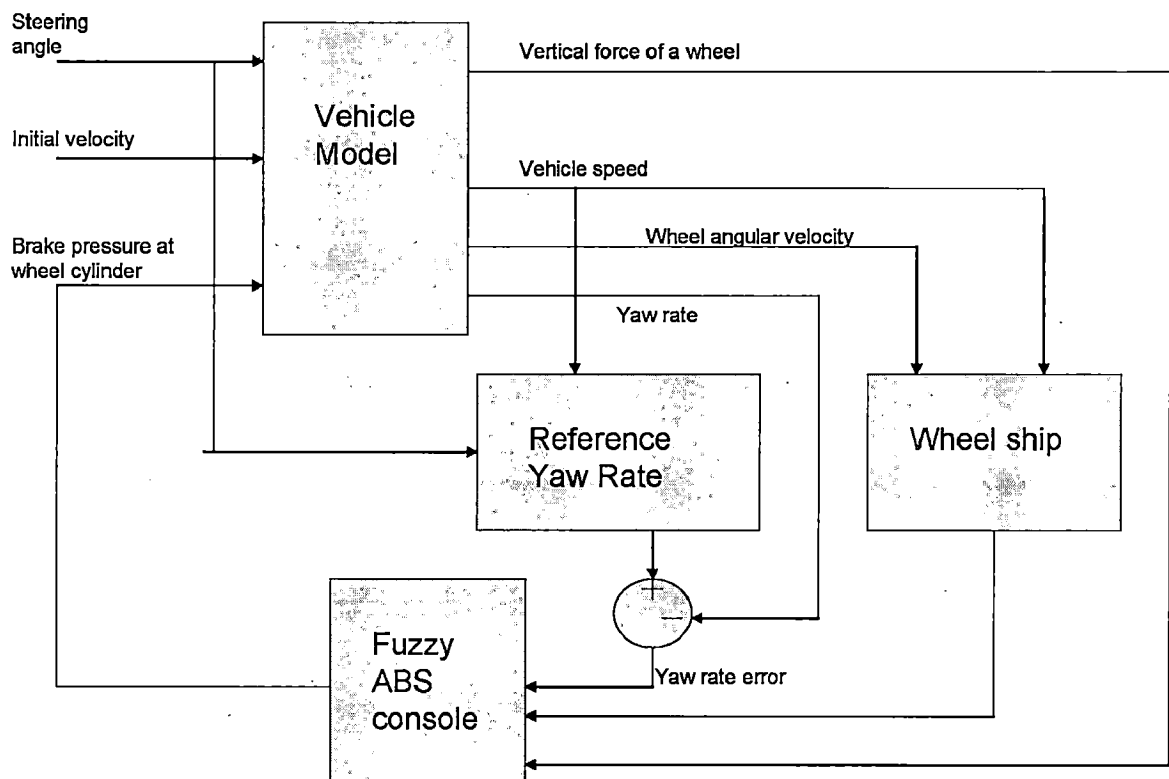 Steering
angle
Vertical force of a wheel
Vehicle
Model
Initial velocity
Vehicle speed
Brake pressure at
wheel cylinder
Wheel angular velocity
Yaw rate
Reference
Yaw Rate
Wheel ship
+
−
Fuzzy
ABS
console
Yaw rate error